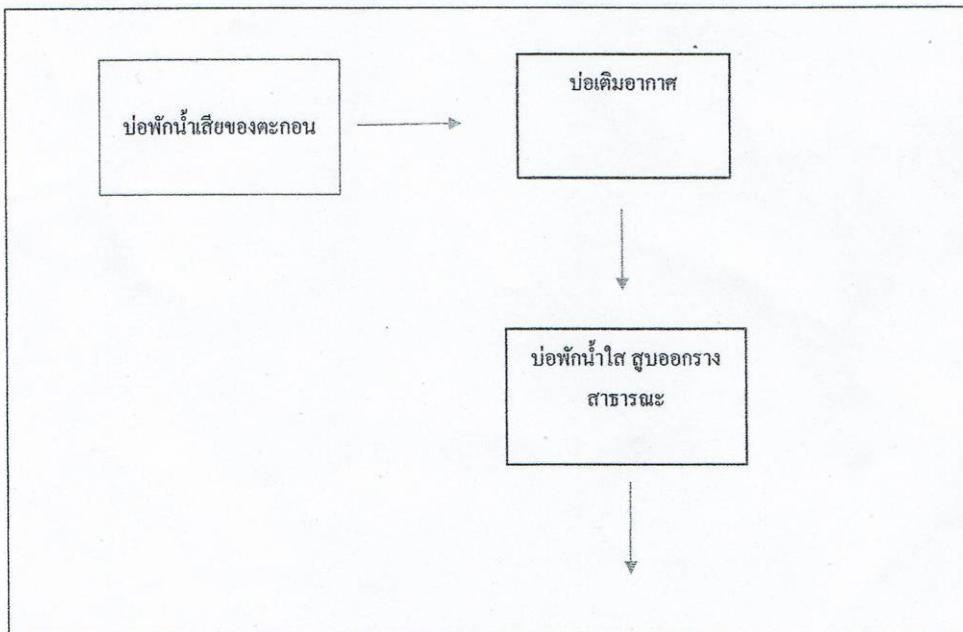 บ่อพักน้ำเสียของตะกอน
บ่อเติมอากาศ
บ่อพักน้ำใส สูบออกราง
สาธารณะ